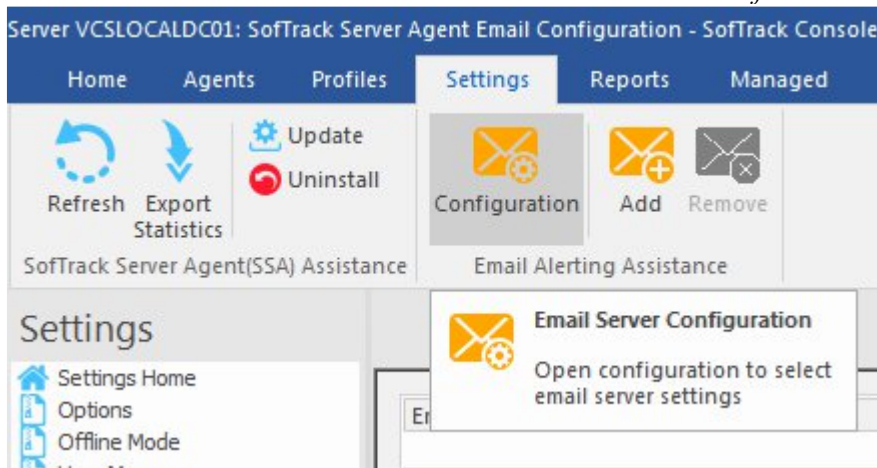 Server VCSLOCALDC01: SofTrack Server Agent Email Configuration - SofTrack Console
Home Agents Profiles Settings Reports Managed
Refresh
Export
Statistics
Update
Uninstall
Configuration
Add
Remove
SofTrack Server Agent(SSA) Assistance
Email Alerting Assistance
Settings
Settings Home
Options
Offline Mode
Email Server Configuration
Open configuration to select
email server settings